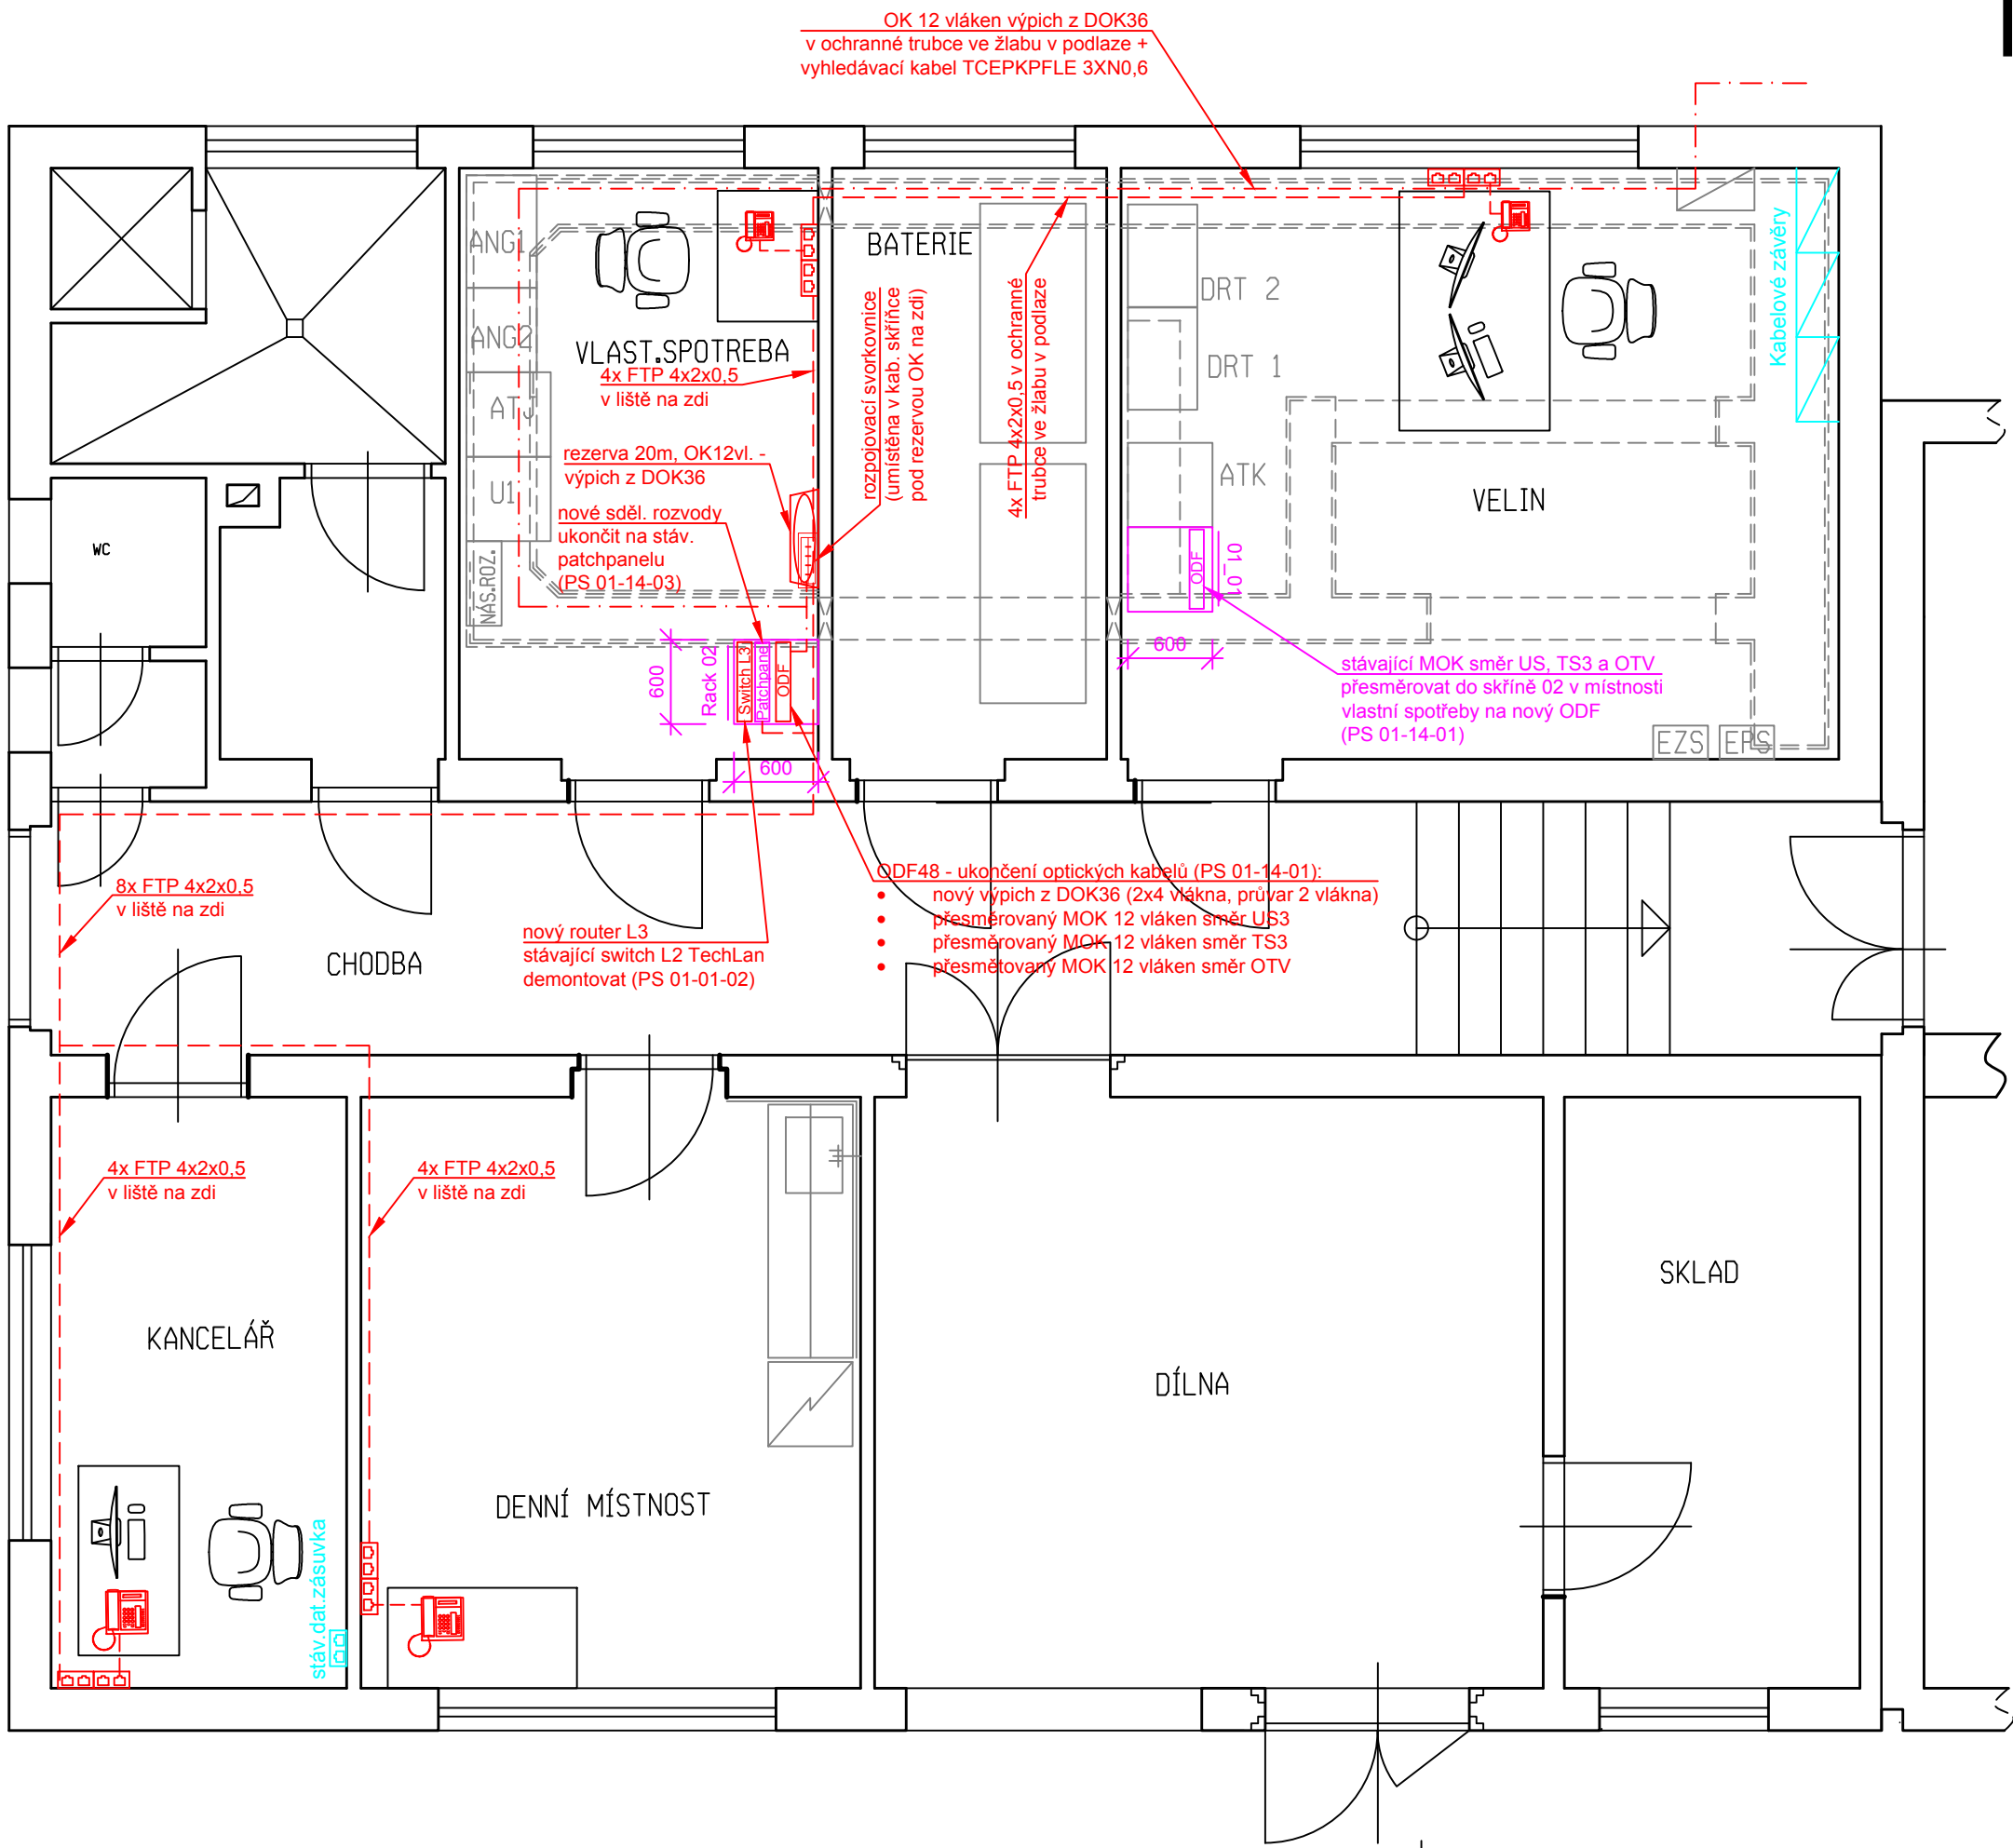 OK 12 vláken výpich z DOK36
v ochranné trubce ve žlabu v podlaze +
vyhledávací kabel TCEPKPFLE 3XN0,6
ANG1
ANG2
ATJ
U1
NÁS.ROZ.
VLAST.SPOTREBA
4x FTP 4x2x0,5
v liště na zdi
rezerva 20m, OK12vl. -
výpich z DOK36
nové sděl. rozvody
ukončit na stáv.
patchpanelu
(PS 01-14-03)
BATERIE
rozpojovací svorkovnice
(umístěna v kab. skříňce
pod rezervou OK na zdi)
4x FTP 4x2x0,5 v ochranné
trubce ve žlabu v podlaze
DRT 2
DRT 1
ATK
ODF
01_01
600
VELIN
Kabelové závěry
stávající MOK směr US, TS3 a OTV
přesměrovat do skříně 02 v místnosti
vlastní spotřeby na nový ODF
(PS 01-14-01)
EZS
EPS
WC
600
Rack 02
Switch L3
Patchpanel
ODF
600
8x FTP 4x2x0,5
v liště na zdi
CHODBA
nový router L3
stávající switch L2 TechLan
demontovat (PS 01-01-02)
ODF48 - ukončení optických kabelů (PS 01-14-01):
• nový výpich z DOK36 (2x4 vlákna, průvar 2 vlákna)
• přesměrovaný MOK 12 vláken směr US3
• přesměrovaný MOK 12 vláken směr TS3
• přesmětovaný MOK 12 vláken směr OTV
4x FTP 4x2x0,5
v liště na zdi
4x FTP 4x2x0,5
v liště na zdi
KANCELÁŘ
stáv.dat.zásuvka
DENNÍ MÍSTNOST
DÍLNA
SKLAD